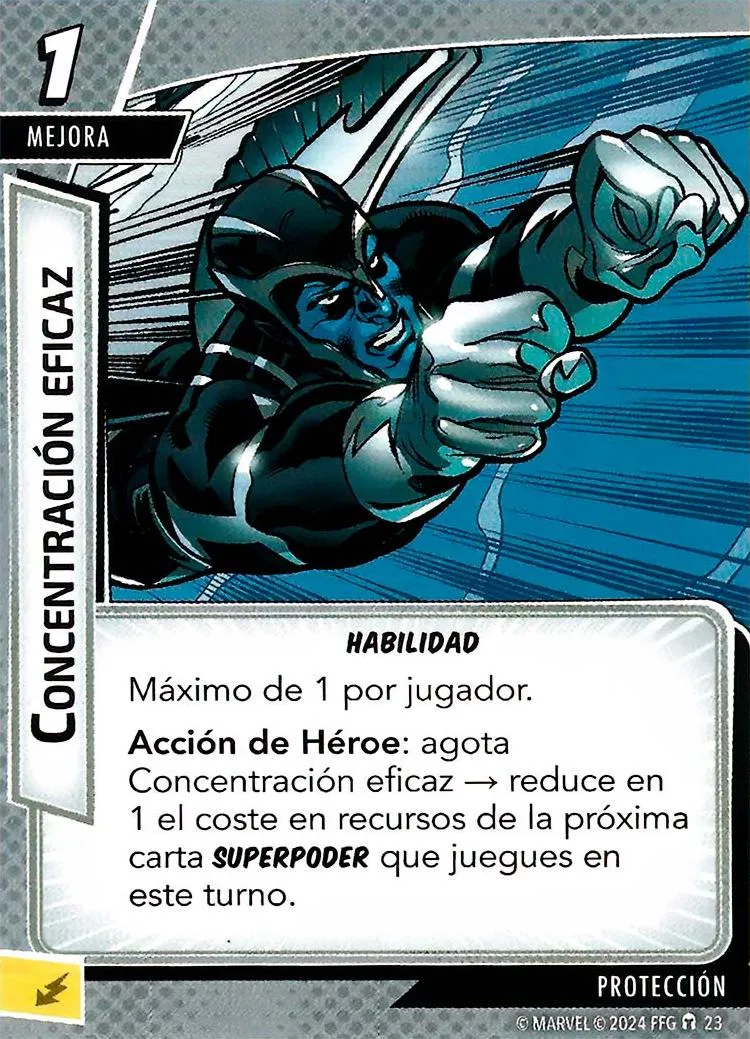 1
MEJORA
CONCENTRACIÓN EFICAZ
HABILIDAD
Máximo de 1 por jugador.
Acción de Héroe: agota
Concentración eficaz → reduce en
1 el coste en recursos de la próxima
carta SUPERPODER que juegues en
este turno.
PROTECCIÓN
© MARVEL © 2024 FFG 23